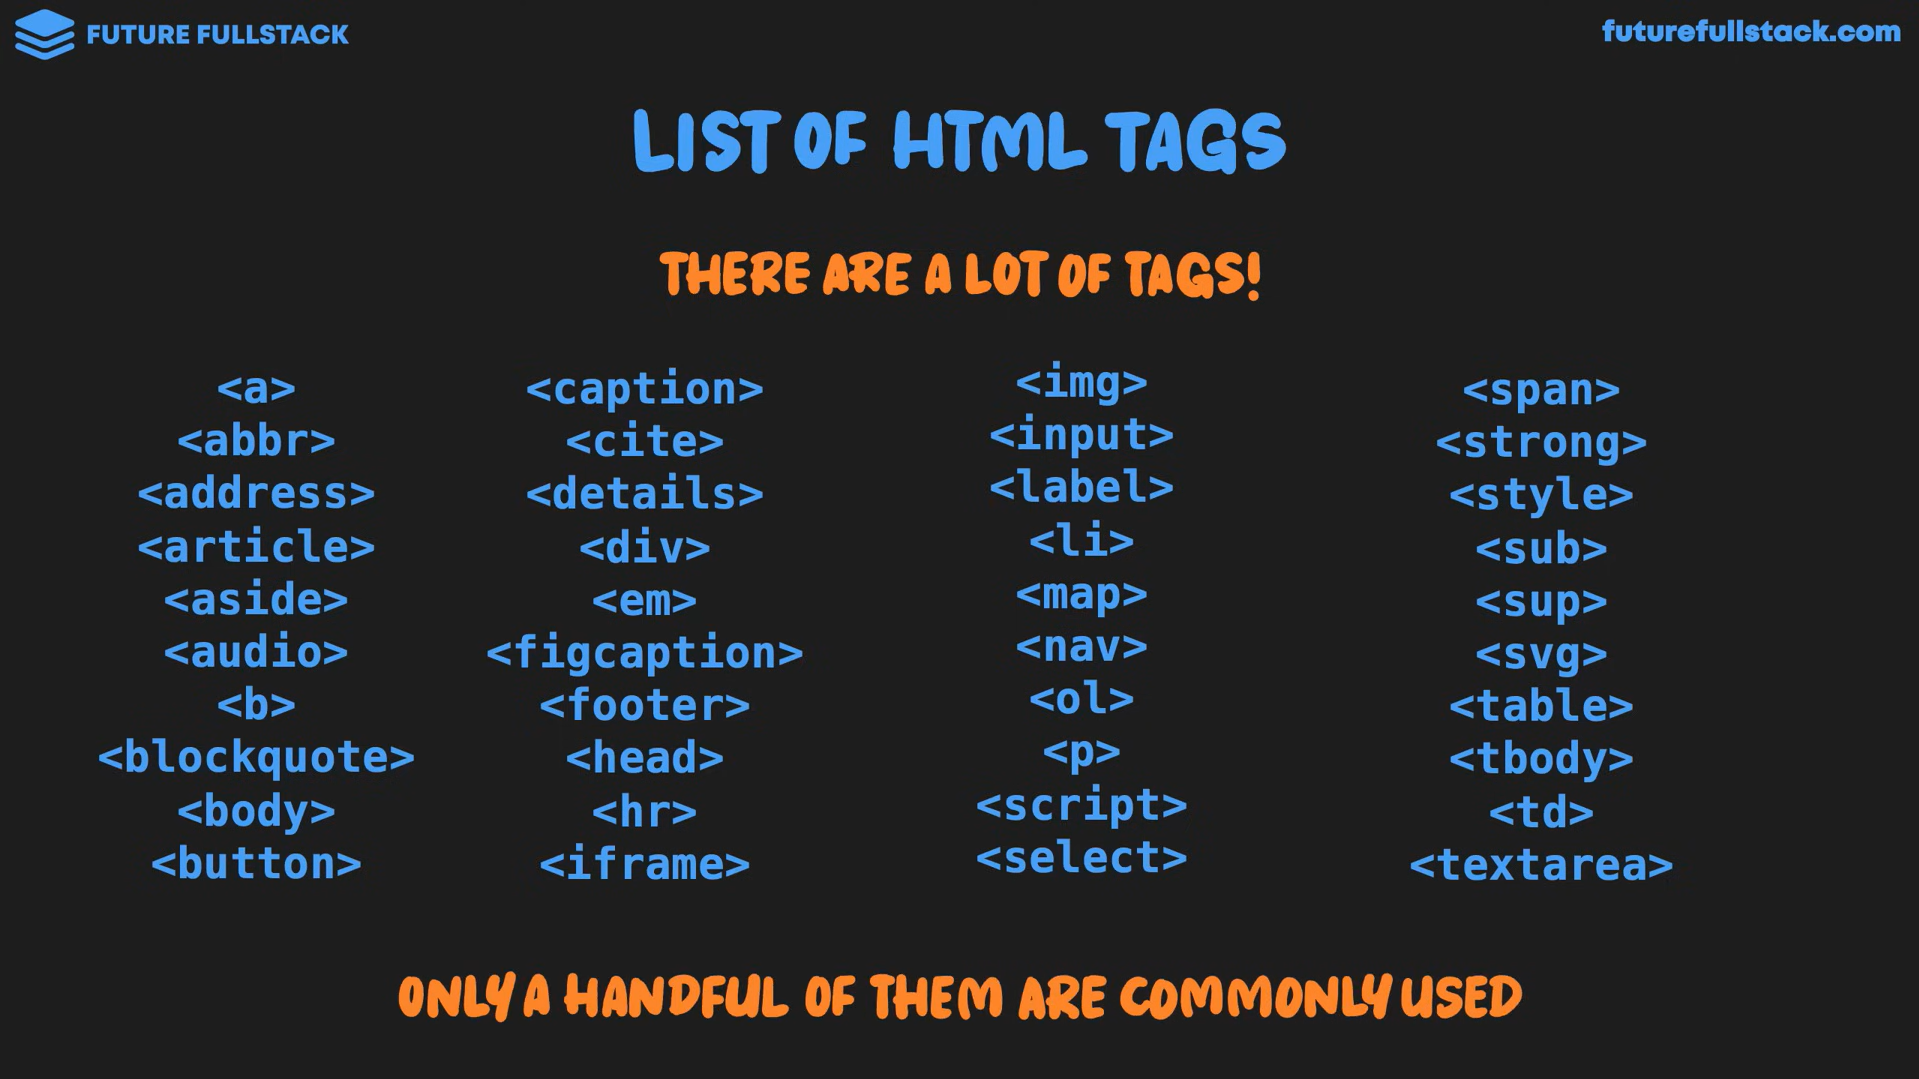 FUTURE FULLSTACK
futurefullstack.com
LIST OF HTML TAGS
THERE ARE A LOT OF TAGS!
<a>
<abbr>
<address>
<article>
<aside>
<audio>
<b>
<blockquote>
<body>
<button>
<caption>
<cite>
<details>
<div>
<em>
<figcaption>
<footer>
<head>
<hr>
<iframe>
<img>
<input>
<label>
<li>
<map>
<nav>
<ol>
<p>
<script>
<select>
<span>
<strong>
<style>
<sub>
<sup>
<svg>
<table>
<tbody>
<td>
<textarea>
ONLY A HANDFUL OF THEM ARE COMMONLY USED